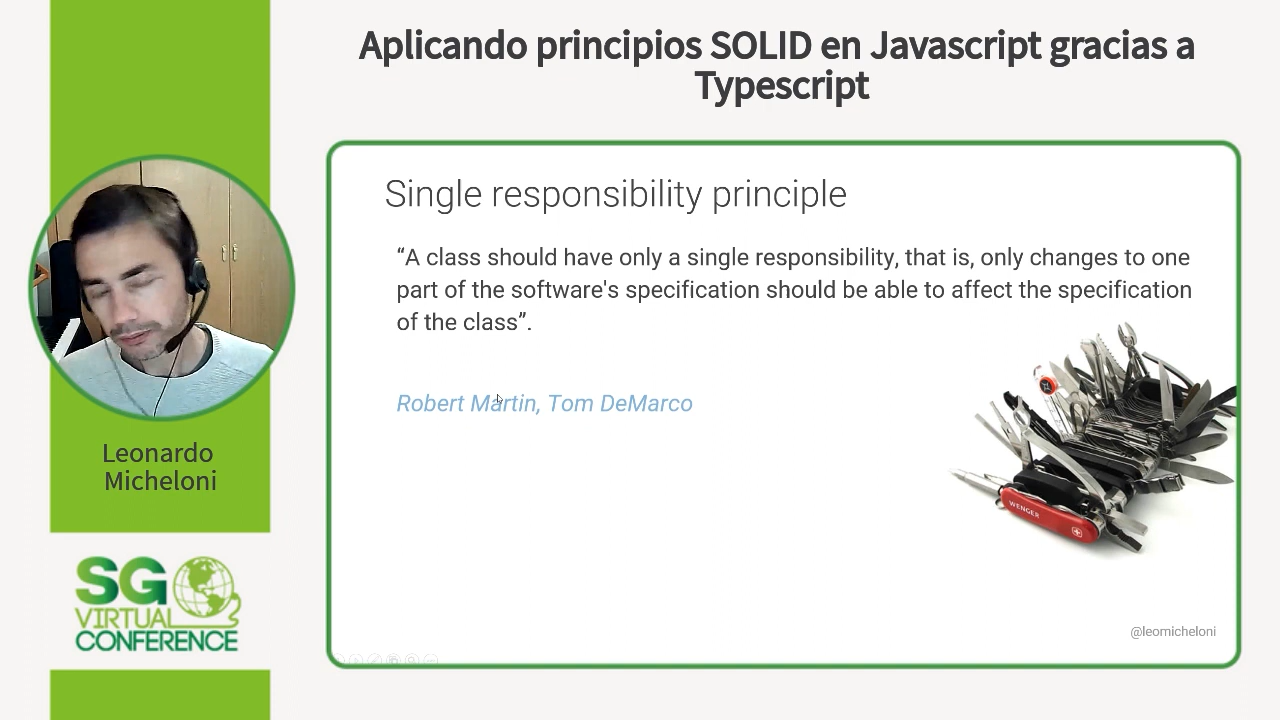 Aplicando principios SOLID en Javascript gracias a
Typescript
Single responsibility principle
“A class should have only a single responsibility, that is, only changes to one
part of the software's specification should be able to affect the specification
of the class”.
Robert Martin, Tom DeMarco
WENGER
@leomicheloni
Leonardo
Micheloni
SG
VIRTUAL
CONFERENCE